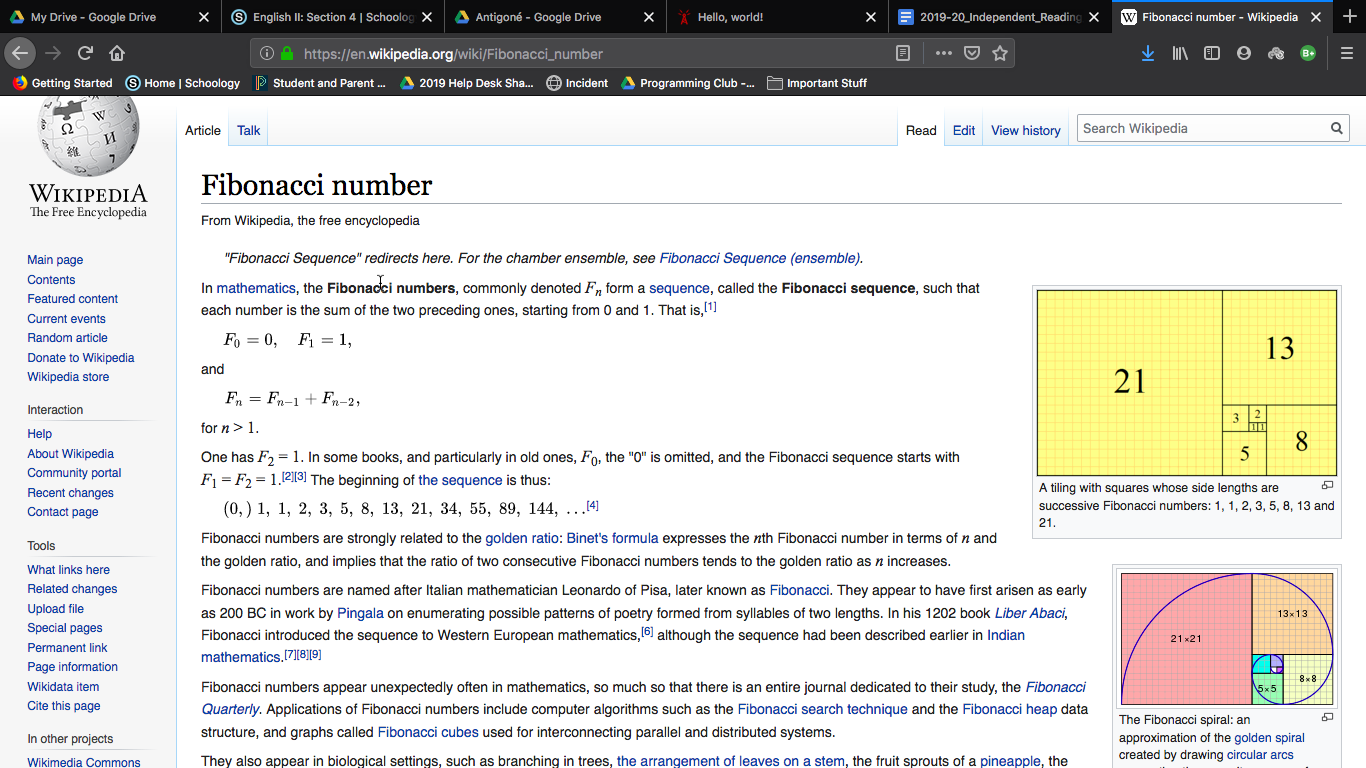 My Drive - Google Drive
English II: Section 4 | Schoolog
Antigoné - Google Drive
Hello, world!
2019-20_Independent_Reading
Fibonacci number - Wikipedia
https://en.wikipedia.org/wiki/Fibonacci_number
Getting Started
Home | Schoology
Student and Parent ...
2019 Help Desk Sha...
Incident
Programming Club -...
Important Stuff
WIKIPEDIA
The Free Encyclopedia
Main page
Contents
Featured content
Current events
Random article
Donate to Wikipedia
Wikipedia store
Interaction
Help
About Wikipedia
Community portal
Recent changes
Contact page
Tools
What links here
Related changes
Upload file
Special pages
Permanent link
Page information
Wikidata item
Cite this page
In other projects
Wikimedia Commons
Article Talk
Read Edit View history
Search Wikipedia
Fibonacci number
From Wikipedia, the free encyclopedia
"Fibonacci Sequence" redirects here. For the chamber ensemble, see Fibonacci Sequence (ensemble).
In mathematics, the Fibonacci numbers, commonly denoted Fn form a sequence, called the Fibonacci sequence, such that
each number is the sum of the two preceding ones, starting from 0 and 1. That is,[1]
F0 = 0, F1 = 1,
and
Fn = Fn−1 + Fn−2,
for n > 1.
One has F2 = 1. In some books, and particularly in old ones, F0, the "0" is omitted, and the Fibonacci sequence starts with
F1 = F2 = 1.[2][3] The beginning of the sequence is thus:
(0,) 1, 1, 2, 3, 5, 8, 13, 21, 34, 55, 89, 144, ...[4]
Fibonacci numbers are strongly related to the golden ratio: Binet's formula expresses the nth Fibonacci number in terms of n and
the golden ratio, and implies that the ratio of two consecutive Fibonacci numbers tends to the golden ratio as n increases.
Fibonacci numbers are named after Italian mathematician Leonardo of Pisa, later known as Fibonacci. They appear to have first arisen as early
as 200 BC in work by Pingala on enumerating possible patterns of poetry formed from syllables of two lengths. In his 1202 book Liber Abaci,
Fibonacci introduced the sequence to Western European mathematics,[6] although the sequence had been described earlier in Indian
mathematics.[7][8][9]
Fibonacci numbers appear unexpectedly often in mathematics, so much so that there is an entire journal dedicated to their study, the Fibonacci
Quarterly. Applications of Fibonacci numbers include computer algorithms such as the Fibonacci search technique and the Fibonacci heap data
structure, and graphs called Fibonacci cubes used for interconnecting parallel and distributed systems.
They also appear in biological settings, such as branching in trees, the arrangement of leaves on a stem, the fruit sprouts of a pineapple, the
21
13
3
2
1 1
5
8
A tiling with squares whose side lengths are
successive Fibonacci numbers: 1, 1, 2, 3, 5, 8, 13 and
21.
21×21
13×13
8×8
5×5
The Fibonacci spiral: an
approximation of the golden spiral
created by drawing circular arcs